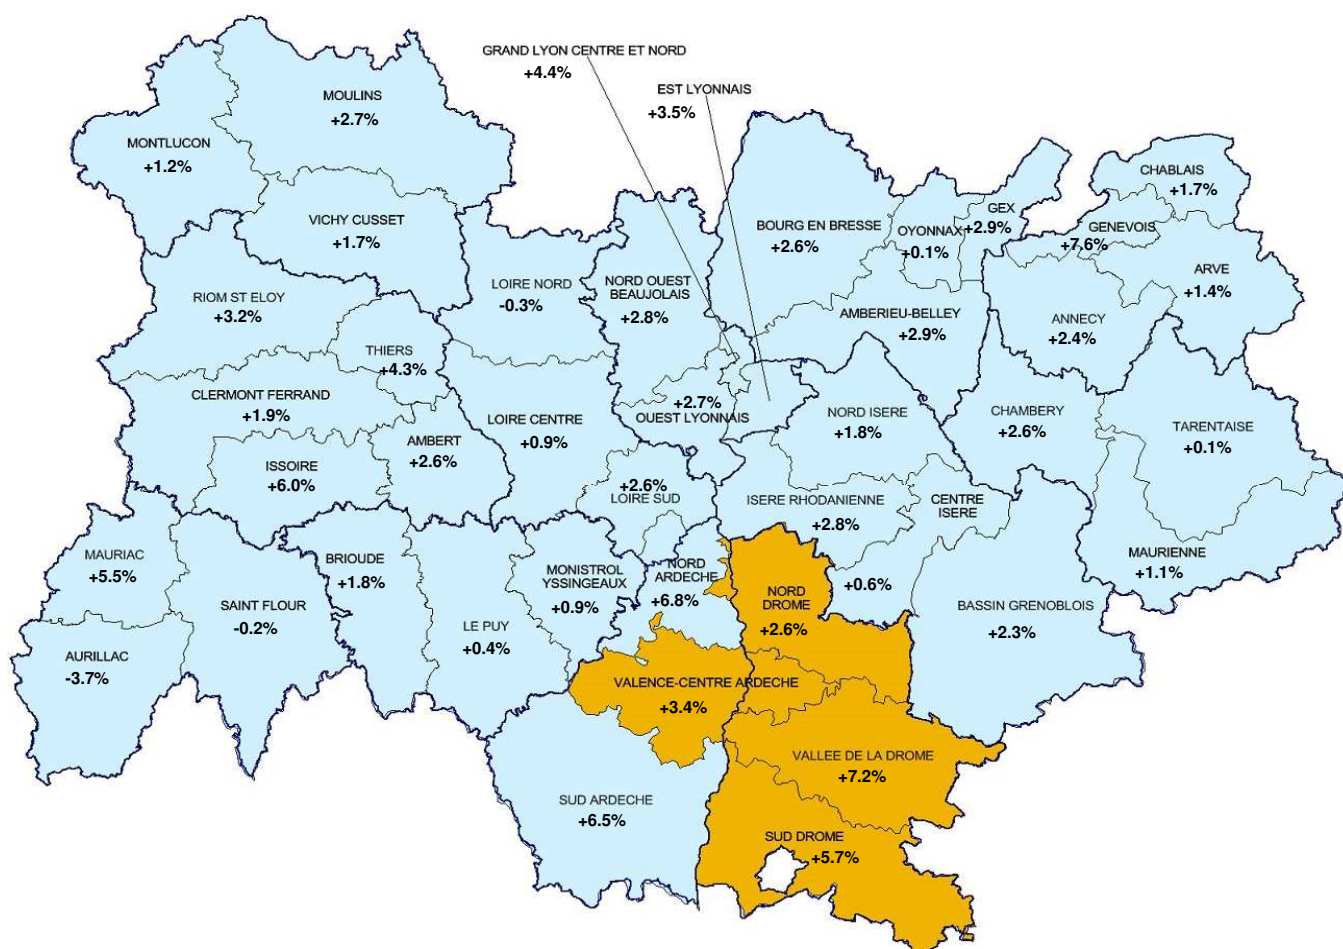 GRAND LYON CENTRE ET NORD
+4.4%
EST LYONNAIS
+3.5%
MOULINS
+2.7%
MONTLUCON
+1.2%
CHABLAIS
+1.7%
VICHY CUSSET
+1.7%
BOURG EN BRESSE
+2.6%
OYONNAX
+0.1%
GEX
+2.9%
GENEVOIS
+7.6%
ARVE
+1.4%
RIOM ST ELOY
+3.2%
LOIRE NORD
-0.3%
NORD OUEST
BEAUJOLAIS
+2.8%
AMBERIEU-BELLEY
+2.9%
ANNECY
+2.4%
THIERS
+4.3%
CLERMONT FERRAND
+1.9%
+2.7%
OUEST LYONNAIS
LOIRE CENTRE
+0.9%
NORD ISERE
+1.8%
CHAMBERY
+2.6%
TARENTAISE
+0.1%
AMBERT
+2.6%
ISSOIRE
+6.0%
+2.6%
LOIRE SUD
ISERE RHODANIENNE
+2.8%
CENTRE
ISERE
+0.6%
MAURIAC
+5.5%
BRIOUDE
+1.8%
MONISTROL
YSSINGEAUX
+0.9%
NORD
ARDECHE
+6.8%
MAURIENNE
+1.1%
NORD
DROME
+2.6%
SAINT FLOUR
-0.2%
LE PUY
+0.4%
BASSIN GRENOBLOIS
+2.3%
AURILLAC
-3.7%
VALENCE-CENTRE ARDECHE
+3.4%
VALLEE DE LA DROME
+7.2%
SUD ARDECHE
+6.5%
SUD DROME
+5.7%